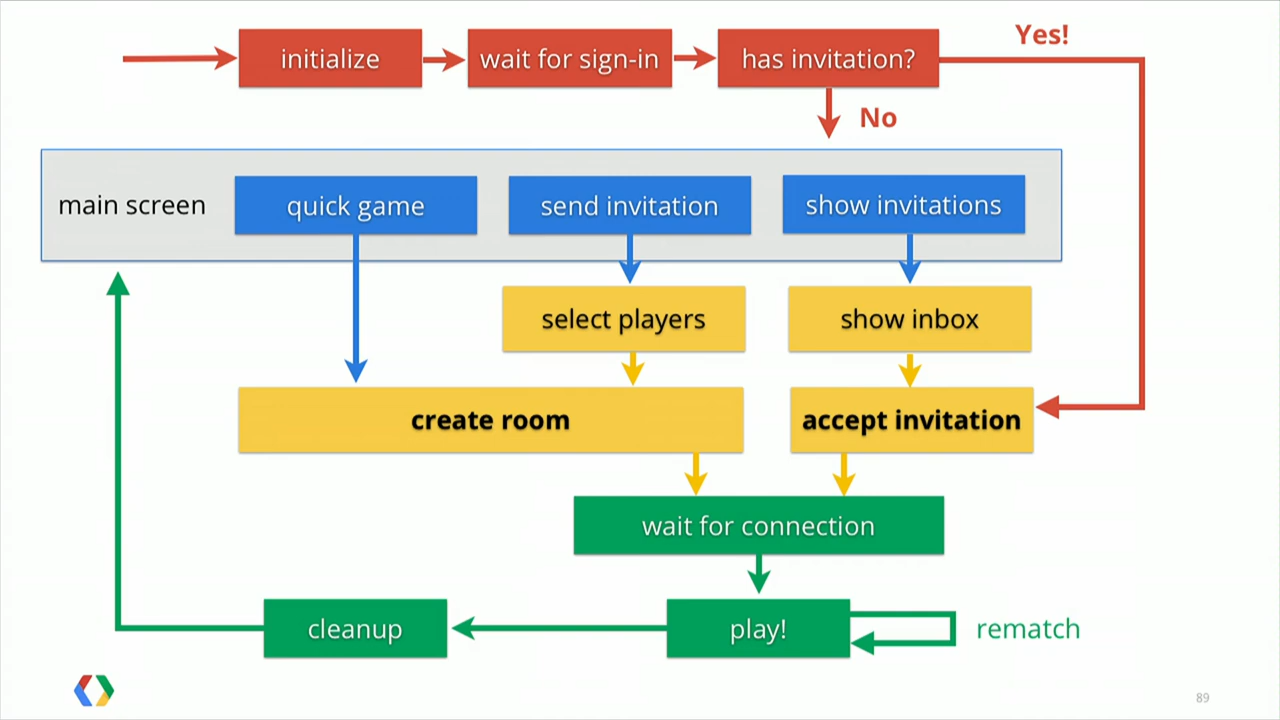 Yes!
initialize
wait for sign-in
has invitation?
No
main screen
quick game
send invitation
show invitations
select players
show inbox
create room
accept invitation
wait for connection
cleanup
play!
rematch
89